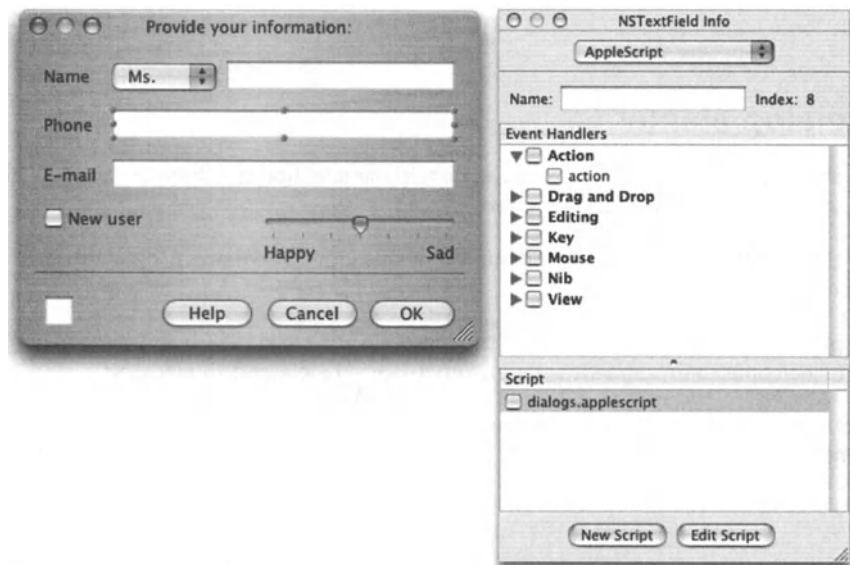 Provide your information:
Name Ms.
Phone
E-mail
New user
Happy Sad
Help Cancel OK
NSTextField Info
AppleScript
Name: Index: 8
Event Handlers
Action
action
Drag and Drop
Editing
Key
Mouse
Nib
View
Script
dialogs.applescript
New Script Edit Script